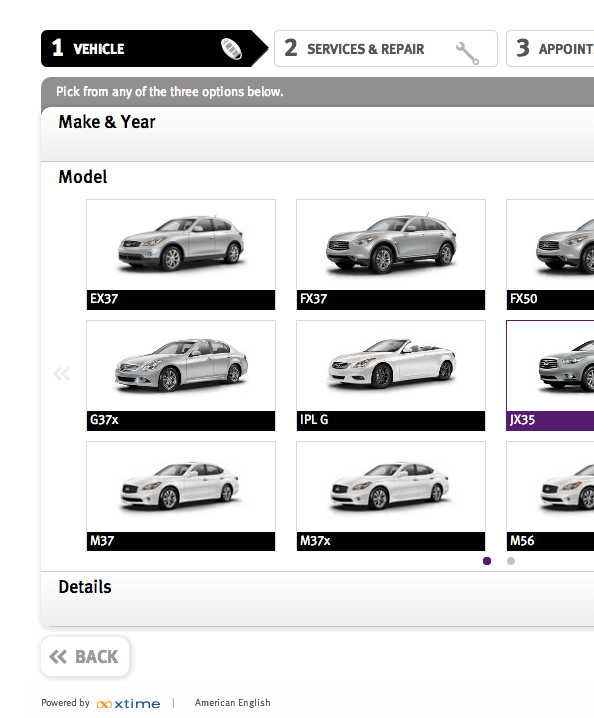 1 VEHICLE
2 SERVICES & REPAIR
3 APPOINT
Pick from any of the three options below.
Make & Year
Model
EX37
FX37
FX50
G37x
IPL G
JX35
M37
M37x
M56
Details
BACK
Powered by xtime | American English